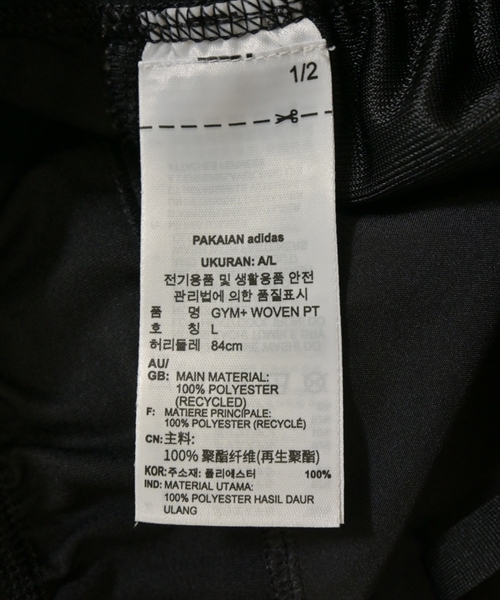 1/2
PAKAIAN adidas
UKURAN: A/L
전기용품 및 생활용품 안전
관리법에 의한 품질표시
품 명 GYM+ WOVEN PT
호 칭 L
허리둘레 84cm
AU/
GB: MAIN MATERIAL:
100% POLYESTER
(RECYCLED)
F: MATIERE PRINCIPALE:
100% POLYESTER (RECYCLÉ)
CN: 主料:
100% 聚酯纤维(再生聚酯)
KOR: 주소재: 폴리에스터 100%
IND: MATERIAL UTAMA:
100% POLYESTER HASIL DAUR
ULANG